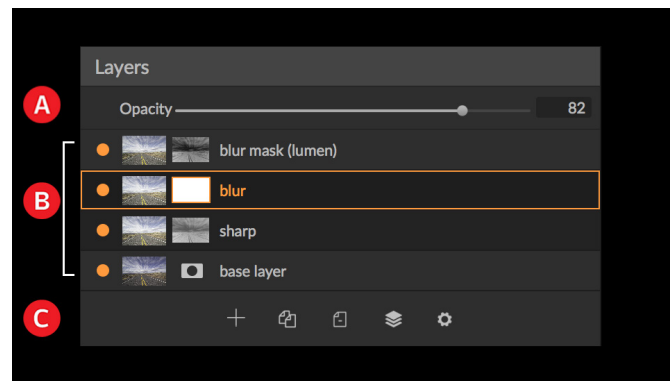 Layers
A
Opacity 82
blur mask (lumen)
B
blur
sharp
base layer
C